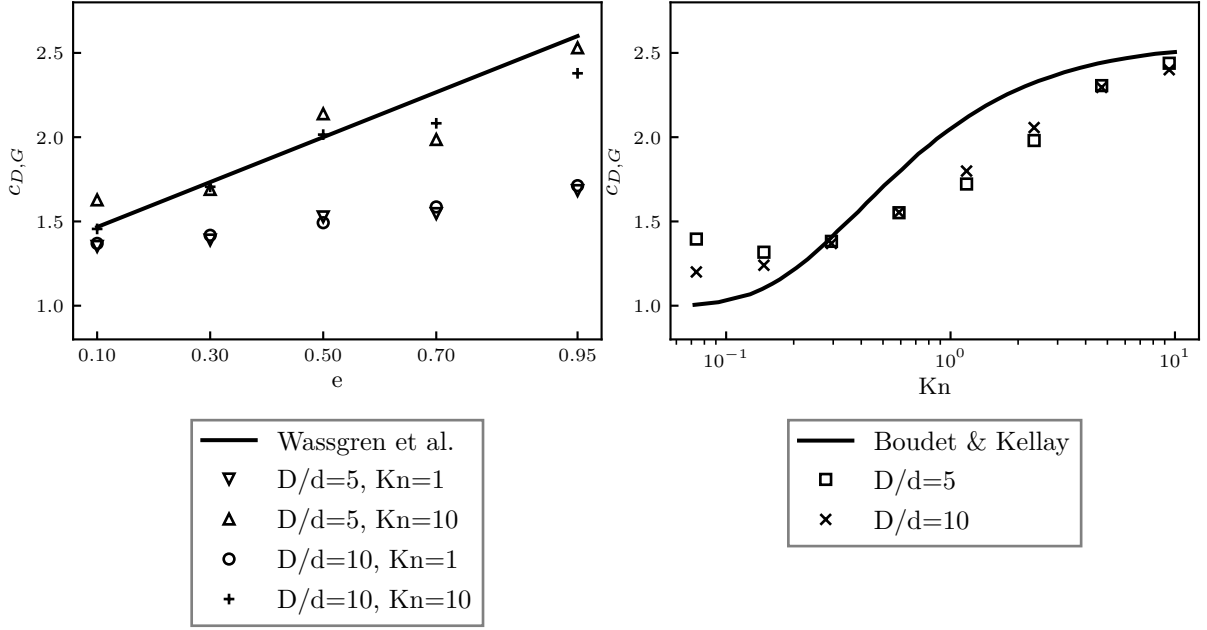 2.5
2.0
1.5
1.0
c_{D,G}
0.10 0.30 0.50 0.70 0.95
e
Wassgren et al.
D/d=5, Kn=1
D/d=5, Kn=10
D/d=10, Kn=1
D/d=10, Kn=10
2.5
2.0
1.5
1.0
c_{D,G}
10^{-1} 10^{0} 10^{1}
Kn
Boudet & Kellay
D/d=5
D/d=10